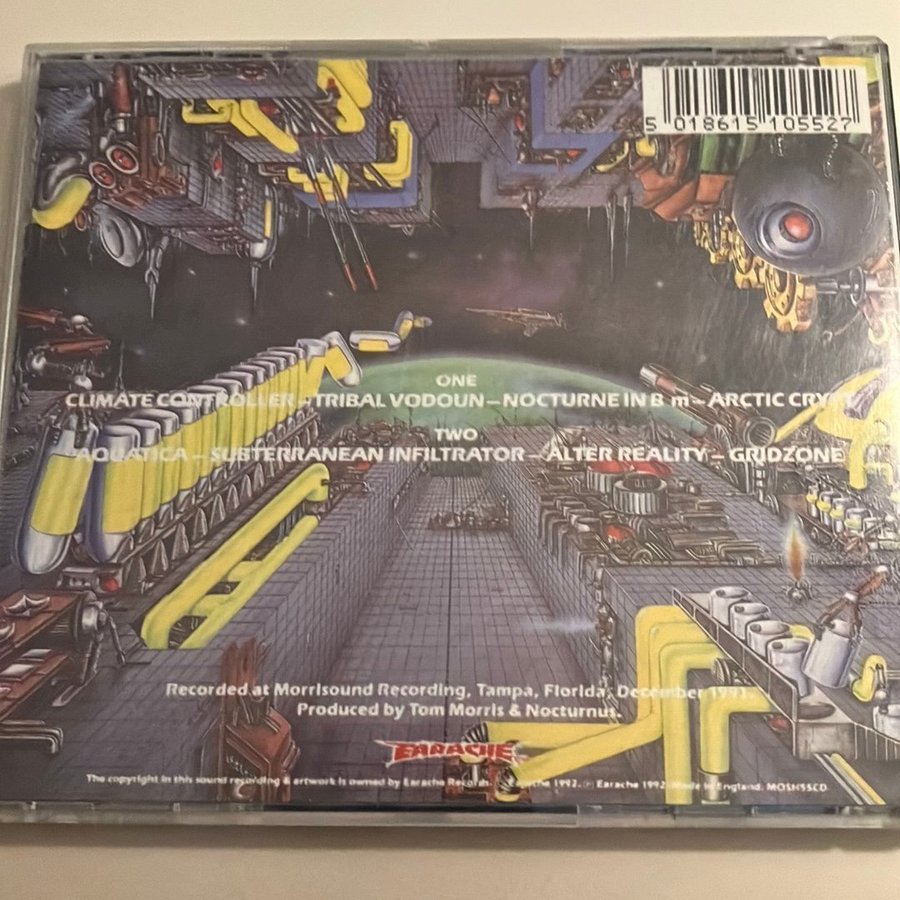 5 018615 105527
ONE
CLIMATE CONTROLLER – TRIBAL VODOUN – NOCTURNE IN B m – ARCTIC CRYPT
TWO
AQUATICA – SUBTERRANEAN INFILTRATOR – ALTER REALITY – GRIDZONE
Recorded at Morrisound Recording, Tampa, Florida, December 1991.
Produced by Tom Morris & Nocturnus.
EARACHE
The copyright in this sound recording & artwork is owned by Earache Records. Earache 1992. Earache 1992. Made in England. MOSH55CD